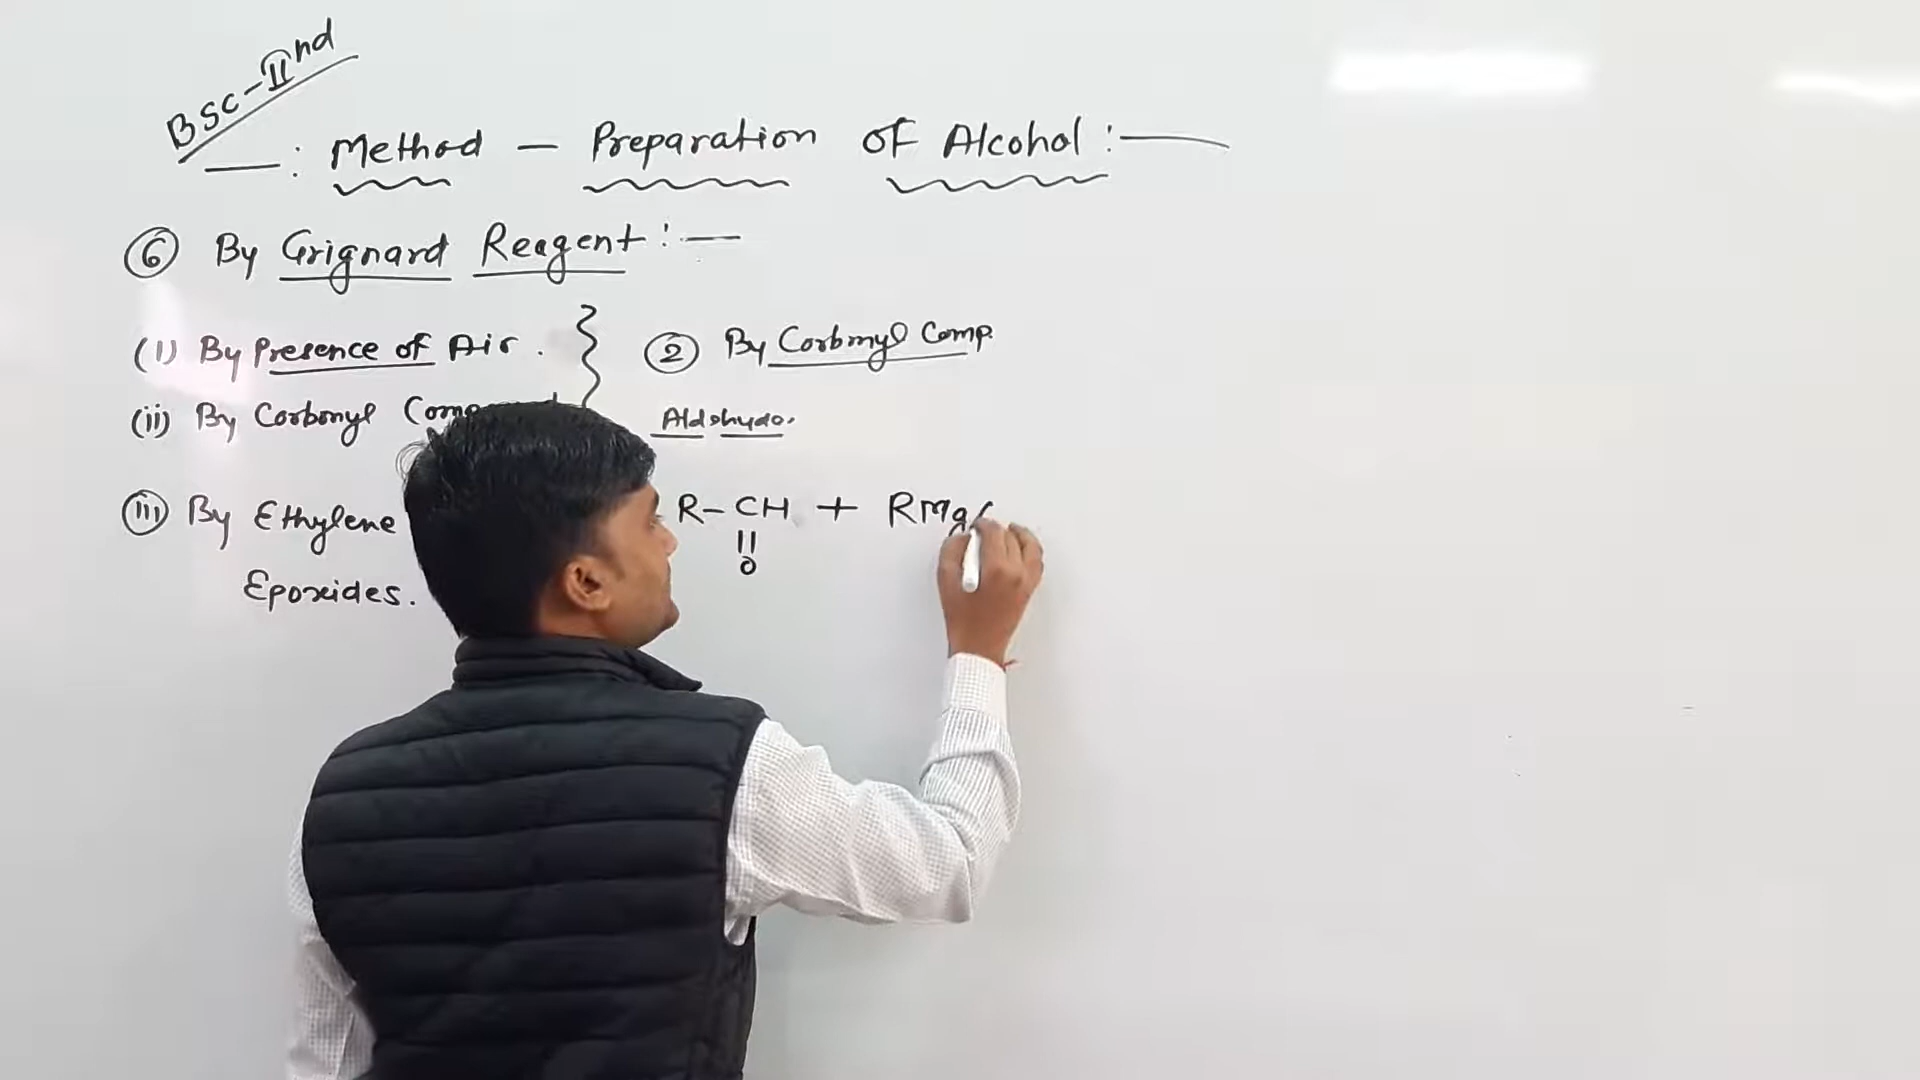 BSc-IInd
—: Method — Preparation of Alcohol :—
⑥ By Grignard Reagent :—
(1) By Presence of Air.
(ii) By Corbonyl
(iii) By Ethylene
Epoxides.
② By Corbonyl Comp.
Aldehyde.
R-CH + RMg
||
O